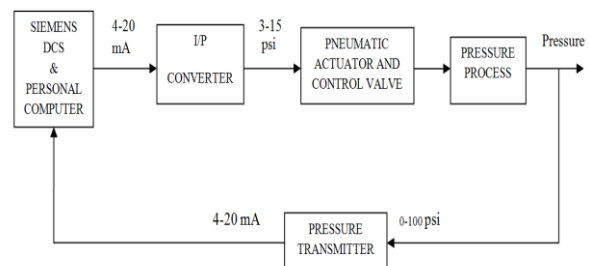 SIEMENS
DCS
&
PERSONAL
COMPUTER
4-20
mA
I/P
CONVERTER
3-15
psi
PNEUMATIC
ACTUATOR AND
CONTROL VALVE
PRESSURE
PROCESS
Pressure
4-20 mA
PRESSURE
TRANSMITTER
0-100 psi